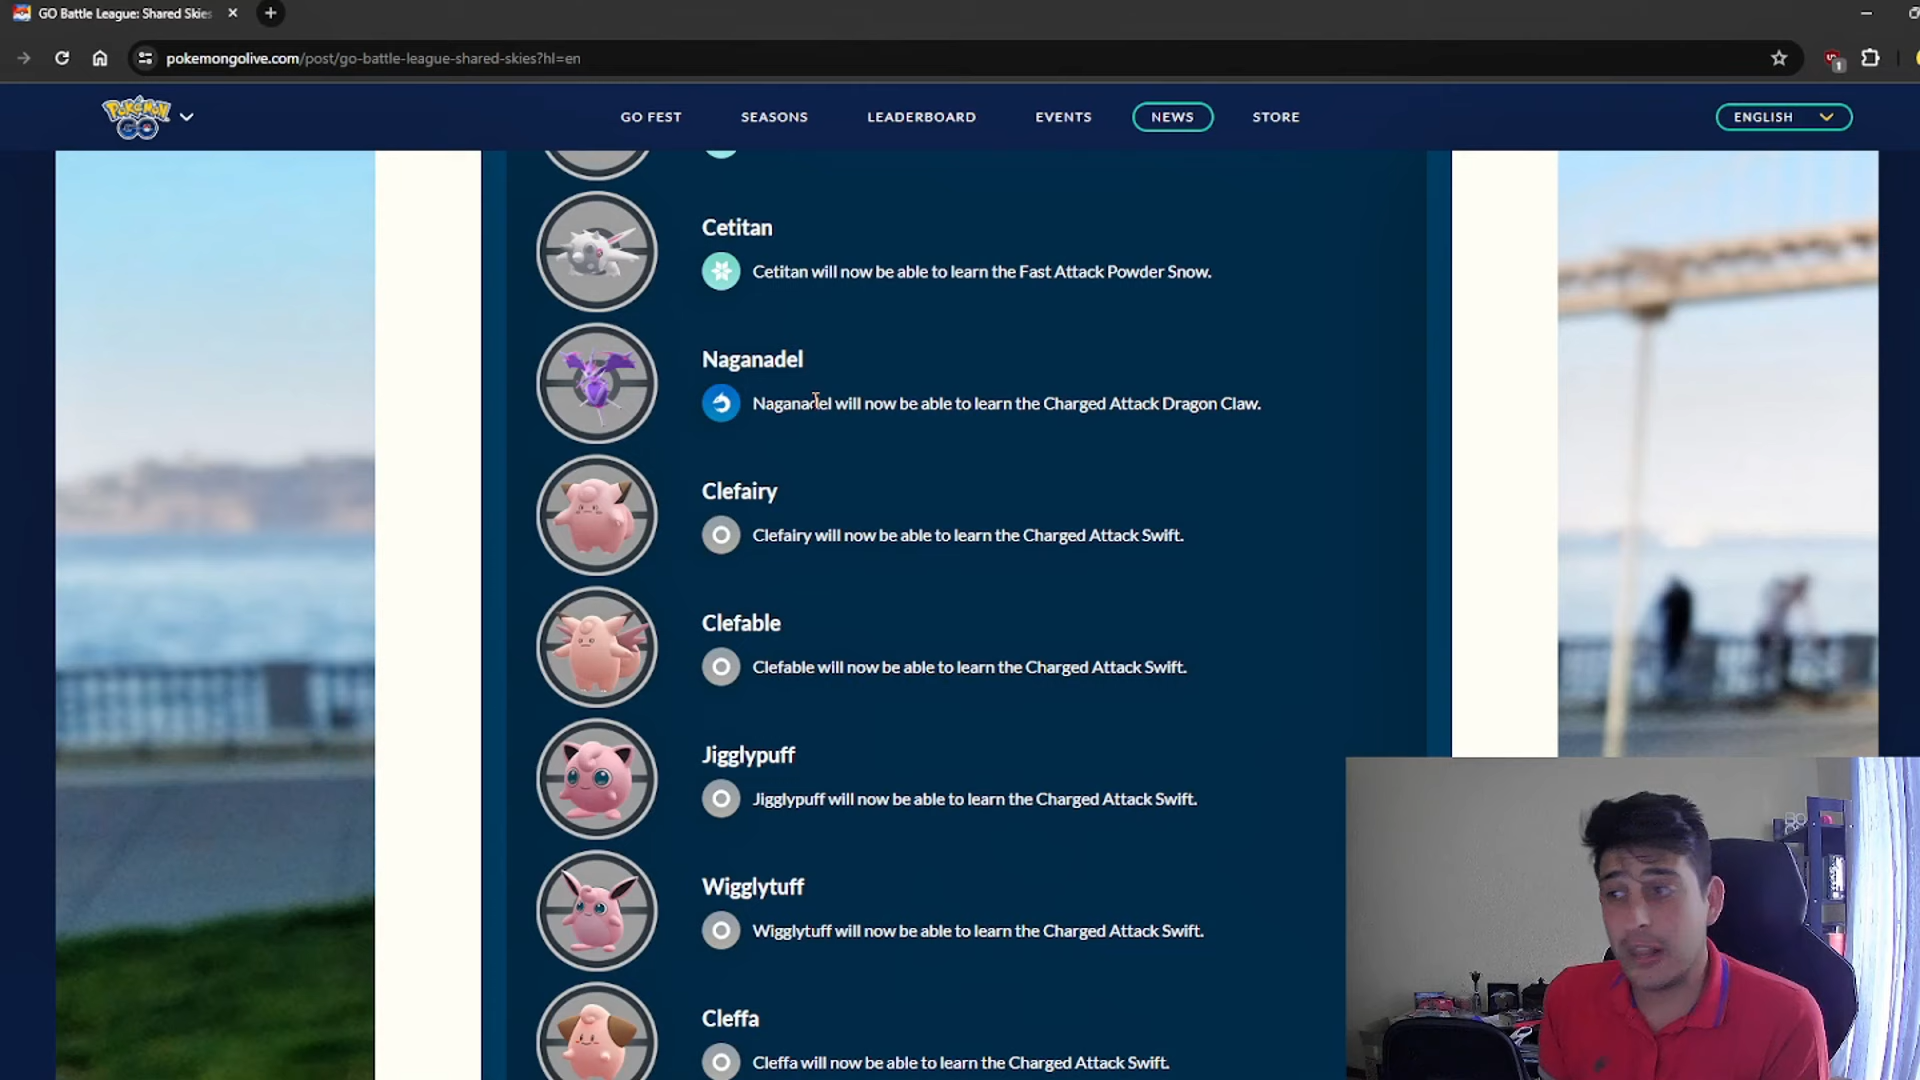 GO Battle League: Shared Skies
pokemongolive.com/post/go-battle-league-shared-skies?hl=en
1
POKÉMON GO
GO FEST
SEASONS
LEADERBOARD
EVENTS
NEWS
STORE
ENGLISH
Cetitan
Cetitan will now be able to learn the Fast Attack Powder Snow.
Naganadel
Naganadel will now be able to learn the Charged Attack Dragon Claw.
Clefairy
Clefairy will now be able to learn the Charged Attack Swift.
Clefable
Clefable will now be able to learn the Charged Attack Swift.
Jigglypuff
Jigglypuff will now be able to learn the Charged Attack Swift.
Wigglytuff
Wigglytuff will now be able to learn the Charged Attack Swift.
Cleffa
Cleffa will now be able to learn the Charged Attack Swift.